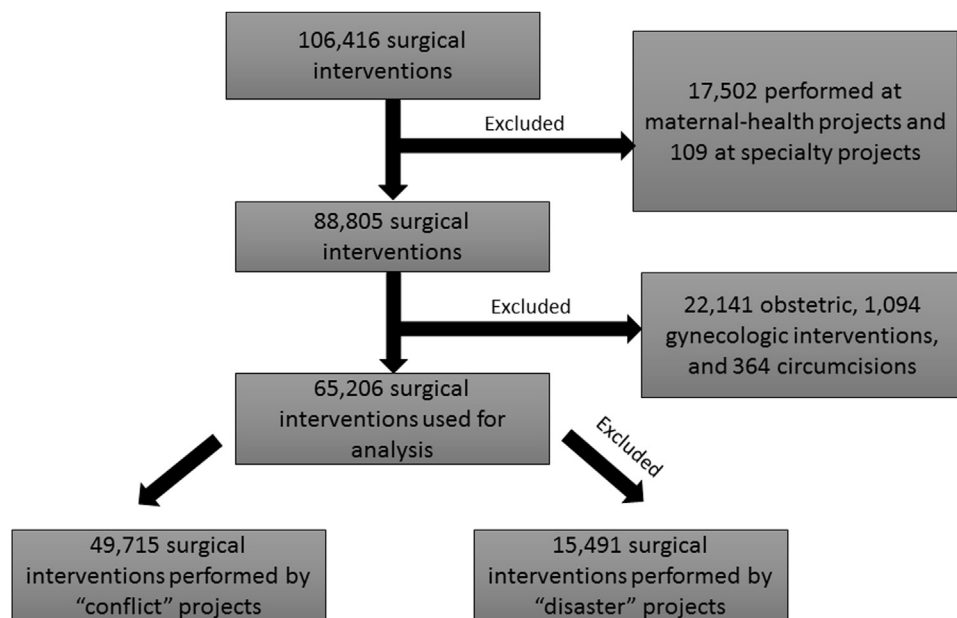 106,416 surgical
interventions
Excluded
17,502 performed at
maternal-health projects and
109 at specialty projects
88,805 surgical
interventions
Excluded
22,141 obstetric, 1,094
gynecologic interventions,
and 364 circumcisions
65,206 surgical
interventions used for
analysis
Excluded
49,715 surgical
interventions performed by
“conflict” projects
15,491 surgical
interventions performed by
“disaster” projects